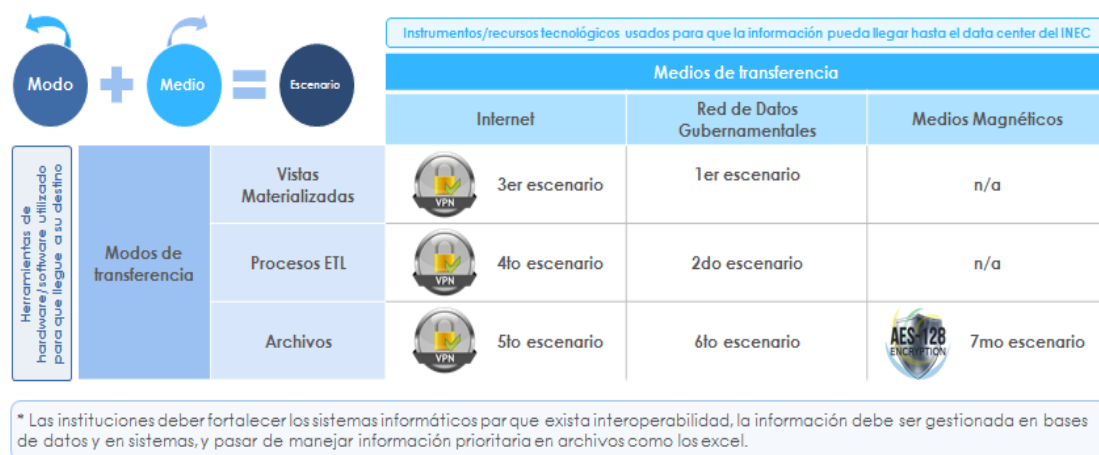 Instrumentos/recursos tecnológicos usados para que la información pueda llegar hasta el data center del INEC
Modo
Medio
Escenario
Medios de transferencia
Internet
Red de Datos
Gubernamentales
Medios Magnéticos
Herramientas de
hardware/software utilizado
para que llegue a su destino
Modos de
transferencia
Vistas
Materializadas
VPN
3er escenario
1er escenario
n/a
Procesos ETL
VPN
4to escenario
2do escenario
n/a
Archivos
VPN
5to escenario
6to escenario
AES-128
ENCRYPTION
7mo escenario
* Las instituciones deber fortalecer los sistemas informáticos par que exista interoperabilidad, la información debe ser gestionada en bases
de datos y en sistemas, y pasar de manejar información prioritaria en archivos como los excel.